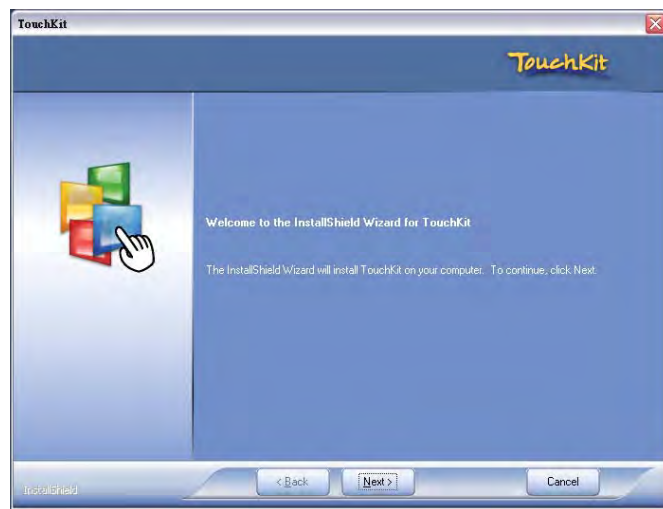 TouchKit
TouchKit
Welcome to the InstallShield Wizard for TouchKit
The InstallShield Wizard will install TouchKit on your computer. To continue, click Next.
InstallShield
< Back
Next >
Cancel